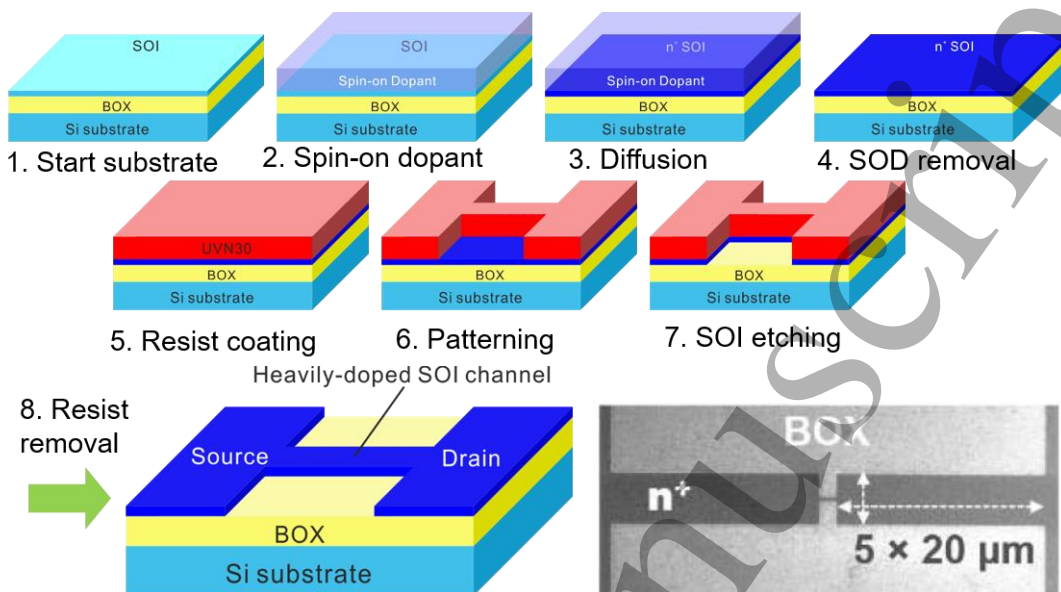 SOI
BOX
Si substrate
1. Start substrate
SOI
Spin-on Dopant
BOX
Si substrate
2. Spin-on dopant
n⁺ SOI
Spin-on Dopant
BOX
Si substrate
3. Diffusion
n⁺ SOI
BOX
Si substrate
4. SOD removal
UVN30
BOX
Si substrate
5. Resist coating
BOX
Si substrate
6. Patterning
BOX
Si substrate
7. SOI etching
8. Resist
removal
Heavily-doped SOI channel
Source
Drain
BOX
Si substrate
BOX
n⁺
5 × 20 μm